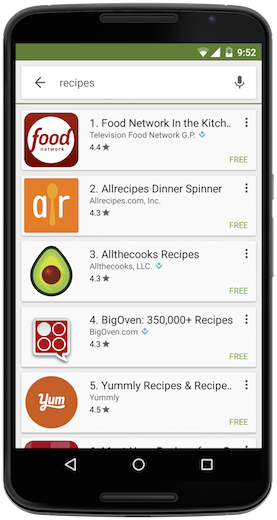 9:52
recipes
food
network
1. Food Network In the Kitch..
Television Food Network G.P.
4.4★
FREE
air
2. Allrecipes Dinner Spinner
Allrecipes.com, Inc.
4.3★
FREE
3. Allthecooks Recipes
Allthecooks, LLC.
4.3★
FREE
4. BigOven: 350,000+ Recipes
BigOven.com
4.3★
FREE
Yum
5. Yummly Recipes & Recipe..
Yummly
4.5★
FREE